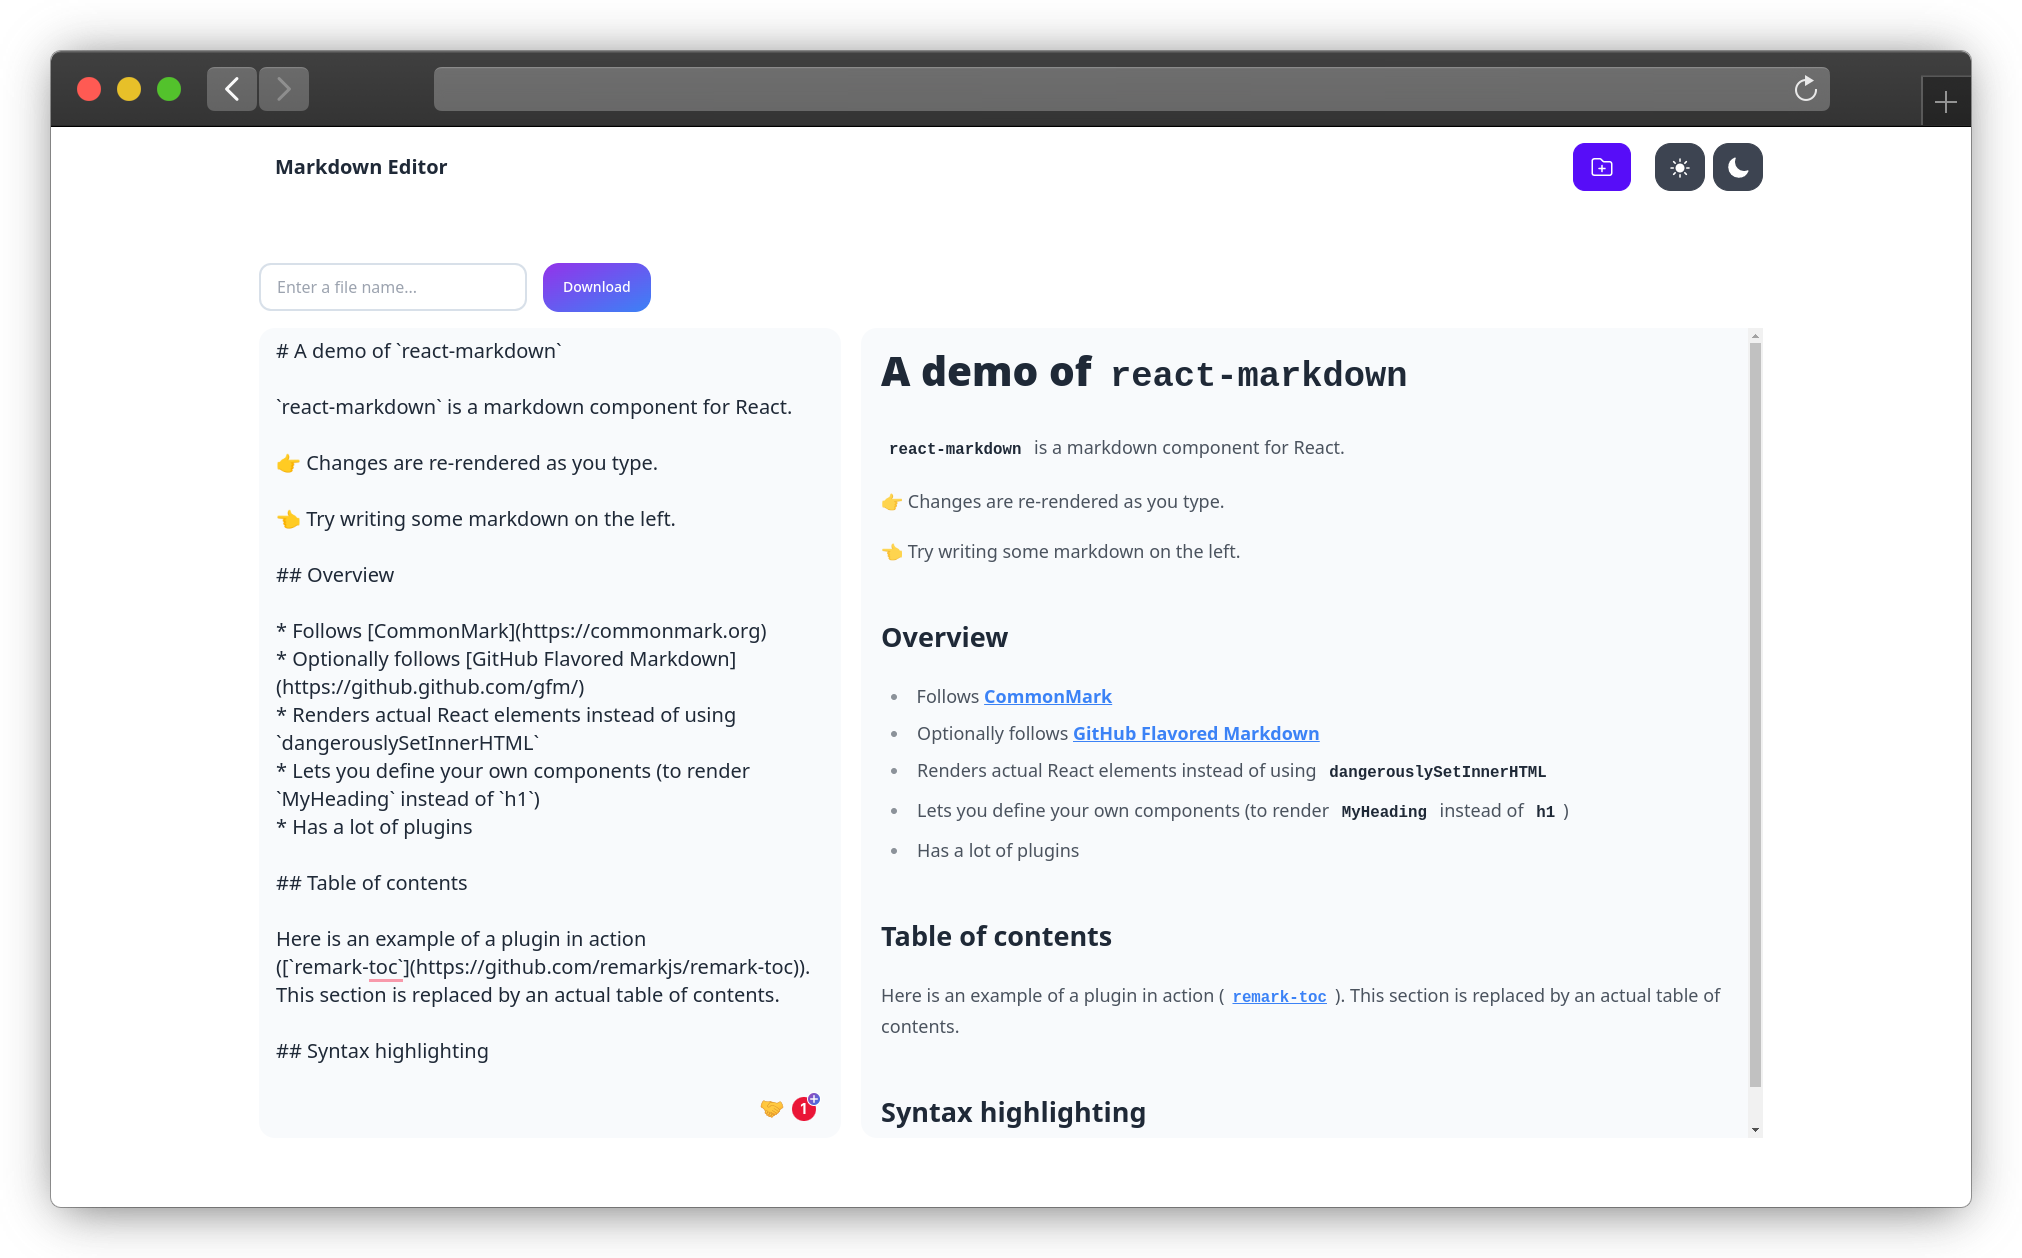 Markdown Editor
Enter a file name...
Download
# A demo of `react-markdown`
`react-markdown` is a markdown component for React.
👉 Changes are re-rendered as you type.
👈 Try writing some markdown on the left.
## Overview
* Follows [CommonMark](https://commonmark.org)
* Optionally follows [GitHub Flavored Markdown]
(https://github.github.com/gfm/)
* Renders actual React elements instead of using
`dangerouslySetInnerHTML`
* Lets you define your own components (to render
`MyHeading` instead of `h1`)
* Has a lot of plugins
## Table of contents
Here is an example of a plugin in action
([`remark-toc`](https://github.com/remarkjs/remark-toc)).
This section is replaced by an actual table of contents.
## Syntax highlighting
1
A demo of react-markdown
react-markdown is a markdown component for React.
👉 Changes are re-rendered as you type.
👈 Try writing some markdown on the left.
Overview
• Follows CommonMark
• Optionally follows GitHub Flavored Markdown
• Renders actual React elements instead of using dangerouslySetInnerHTML
• Lets you define your own components (to render MyHeading instead of h1 )
• Has a lot of plugins
Table of contents
Here is an example of a plugin in action ( remark-toc ). This section is replaced by an actual table of
contents.
Syntax highlighting